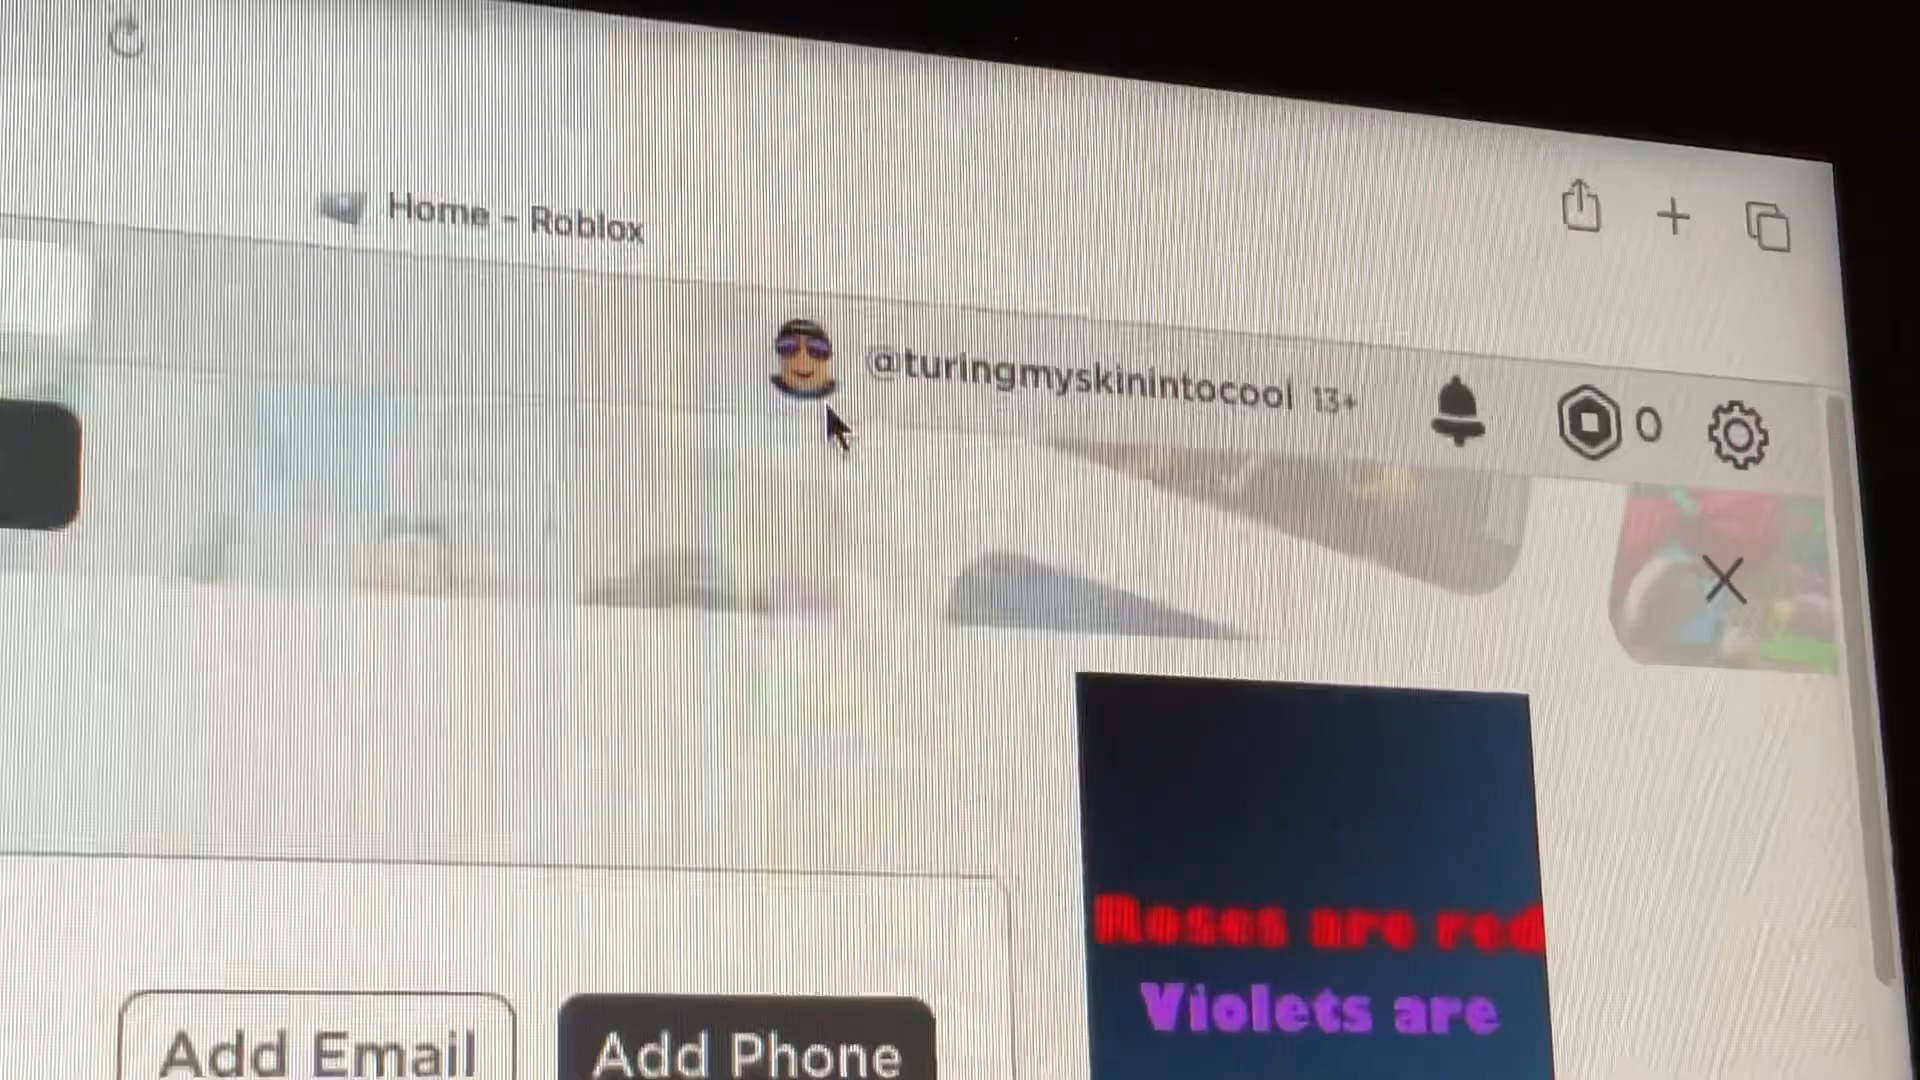 Home - Roblox
@turingmyskinintocool 13+
0
Roses are red
Violets are
Add Email
Add Phone